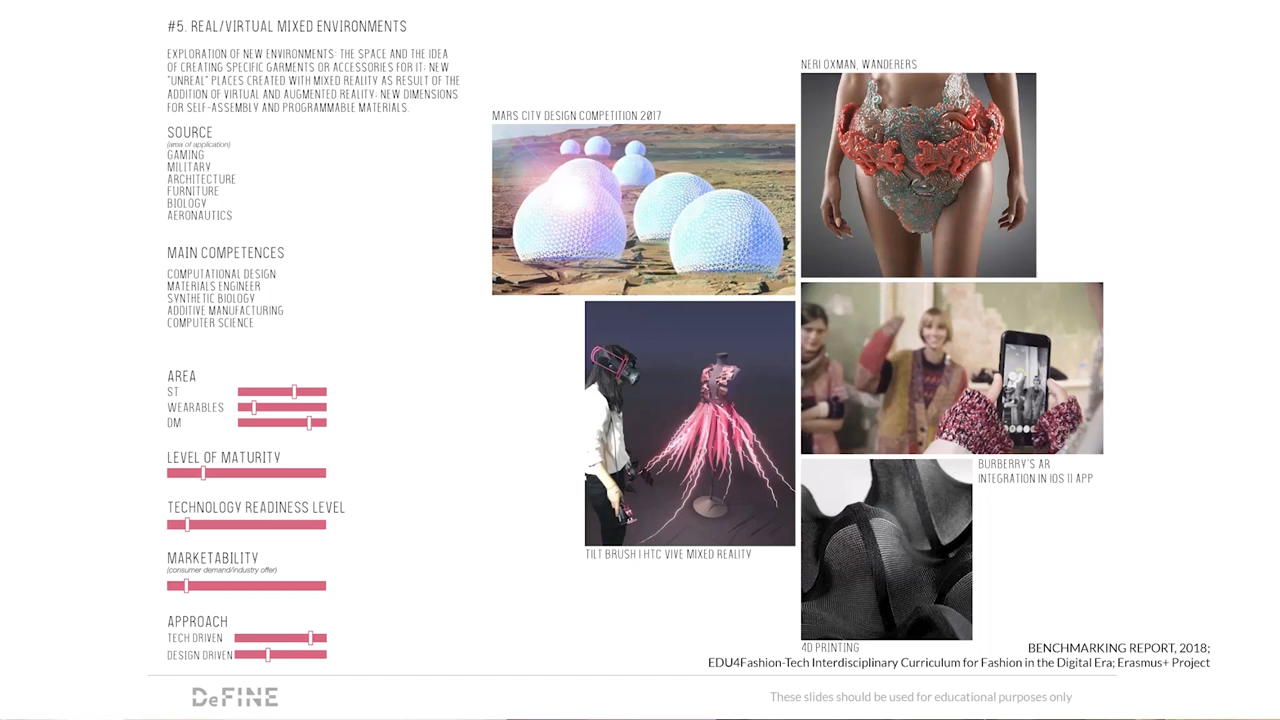 #5. REAL/VIRTUAL MIXED ENVIRONMENTS
EXPLORATION OF NEW ENVIRONMENTS: THE SPACE AND THE IDEA
OF CREATING SPECIFIC GARMENTS OR ACCESSORIES FOR IT; NEW
"UNREAL" PLACES CREATED WITH MIXED REALITY AS RESULT OF THE
ADDITION OF VIRTUAL AND AUGMENTED REALITY; NEW DIMENSIONS
FOR SELF-ASSEMBLY AND PROGRAMMABLE MATERIALS.
SOURCE
(area of application)
GAMING
MILITARY
ARCHITECTURE
FURNITURE
BIOLOGY
AERONAUTICS
MAIN COMPETENCES
COMPUTATIONAL DESIGN
MATERIALS ENGINEER
SYNTHETIC BIOLOGY
ADDITIVE MANUFACTURING
COMPUTER SCIENCE
AREA
ST
WEARABLES
DM
LEVEL OF MATURITY
TECHNOLOGY READINESS LEVEL
MARKETABILITY
(consumer demand/industry offer)
APPROACH
TECH DRIVEN
DESIGN DRIVEN
MARS CITY DESIGN COMPETITION 2017
NERI OXMAN, WANDERERS
TILT BRUSH | HTC VIVE MIXED REALITY
BURBERRY'S AR
INTEGRATION IN IOS 11 APP
4D PRINTING
BENCHMARKING REPORT, 2018;
EDU4Fashion-Tech Interdisciplinary Curriculum for Fashion in the Digital Era; Erasmus+ Project
DeFINE
These slides should be used for educational purposes only